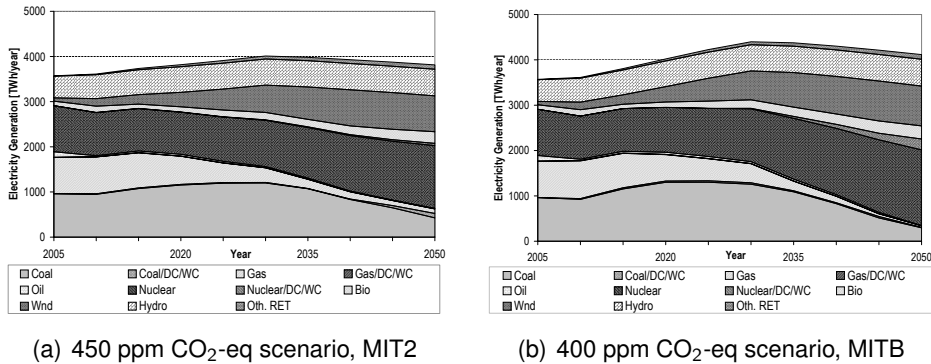 5000
4000
3000
2000
1000
0
Electricity Generation [TWh/year]
2005 2020 Year 2035 2050
Coal Coal/DC/WC Gas Gas/DC/WC
Oil Nuclear Nuclear/DC/WC Bio
Wnd Hydro Oth. RET
(a) 450 ppm CO₂-eq scenario, MIT2
5000
4000
3000
2000
1000
0
Electricity Generation [TWh/year]
2005 2020 Year 2035 2050
Coal Coal/DC/WC Gas Gas/DC/WC
Oil Nuclear Nuclear/DC/WC Bio
Wnd Hydro Oth. RET
(b) 400 ppm CO₂-eq scenario, MITB